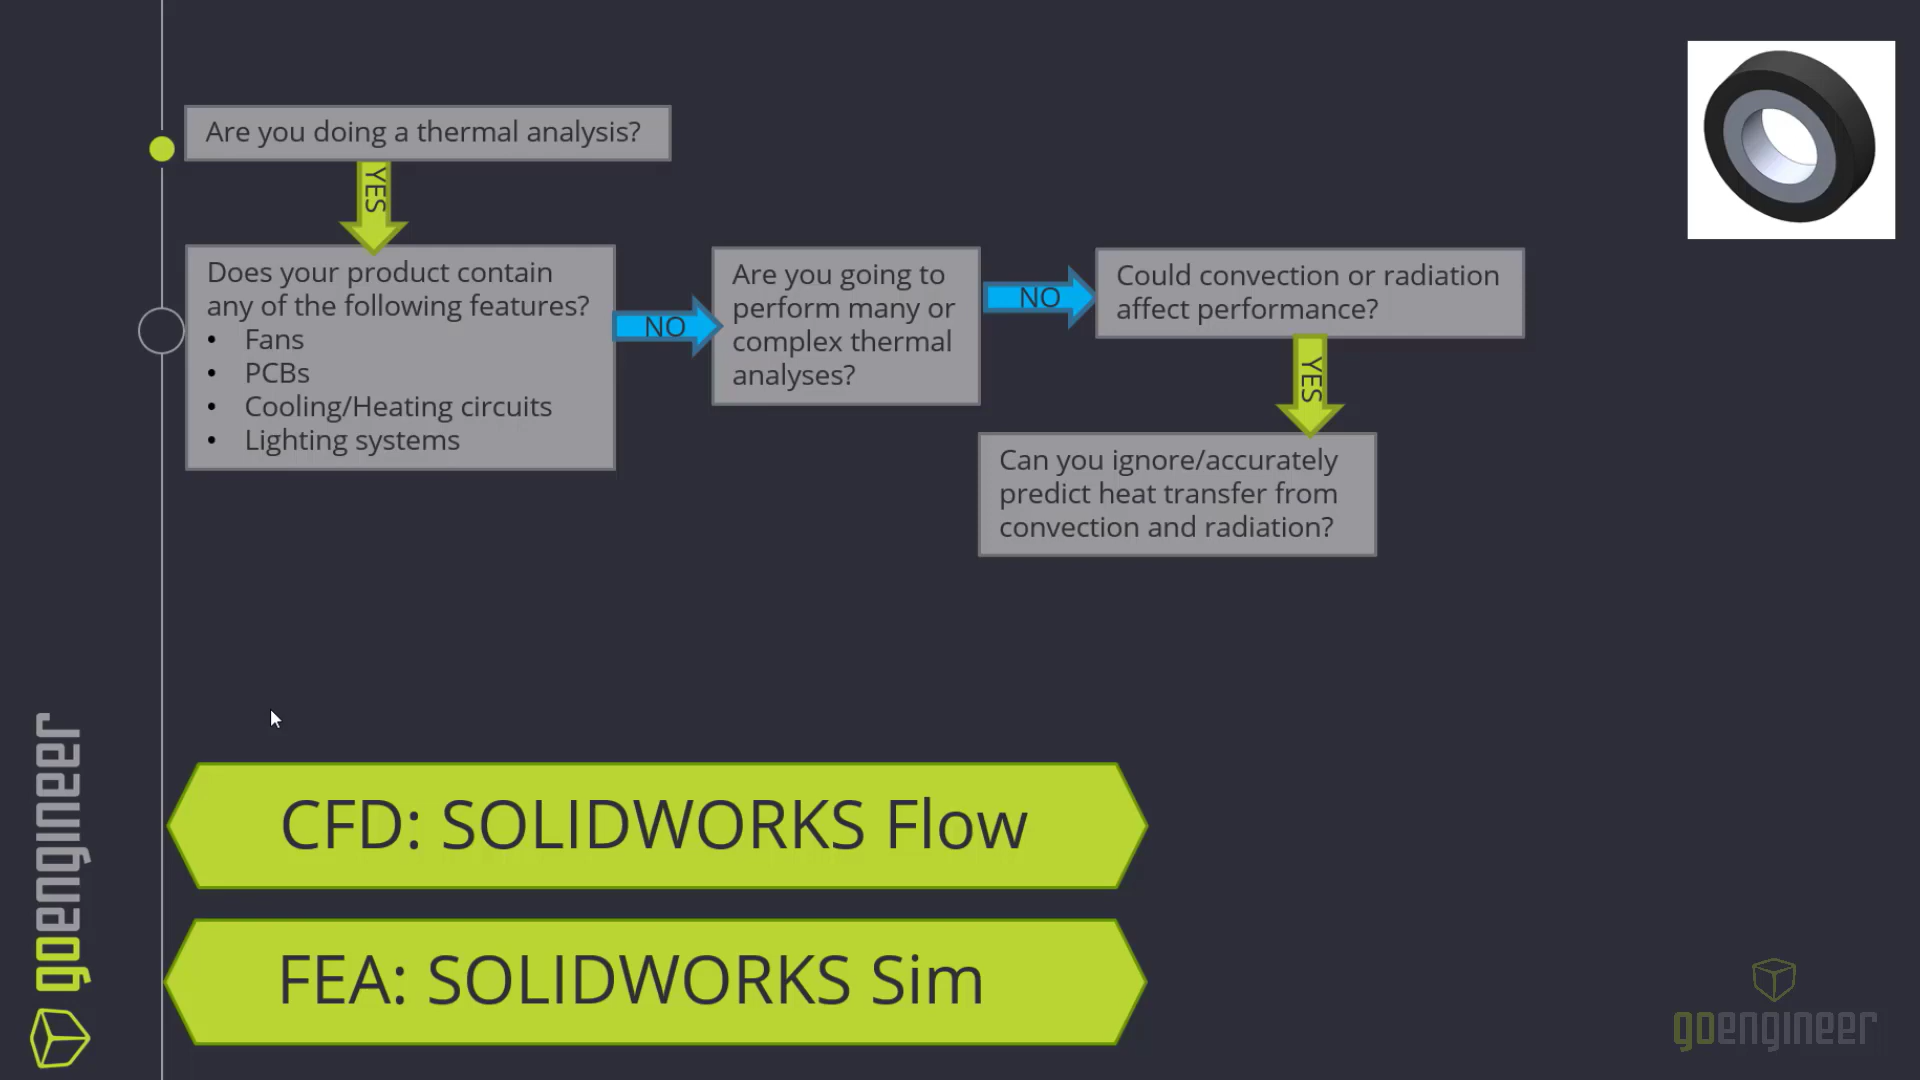 Are you doing a thermal analysis?
YES
Does your product contain
any of the following features?
• Fans
• PCBs
• Cooling/Heating circuits
• Lighting systems
NO
Are you going to
perform many or
complex thermal
analyses?
NO
Could convection or radiation
affect performance?
YES
Can you ignore/accurately
predict heat transfer from
convection and radiation?
CFD: SOLIDWORKS Flow
FEA: SOLIDWORKS Sim
goengineer
goengineer